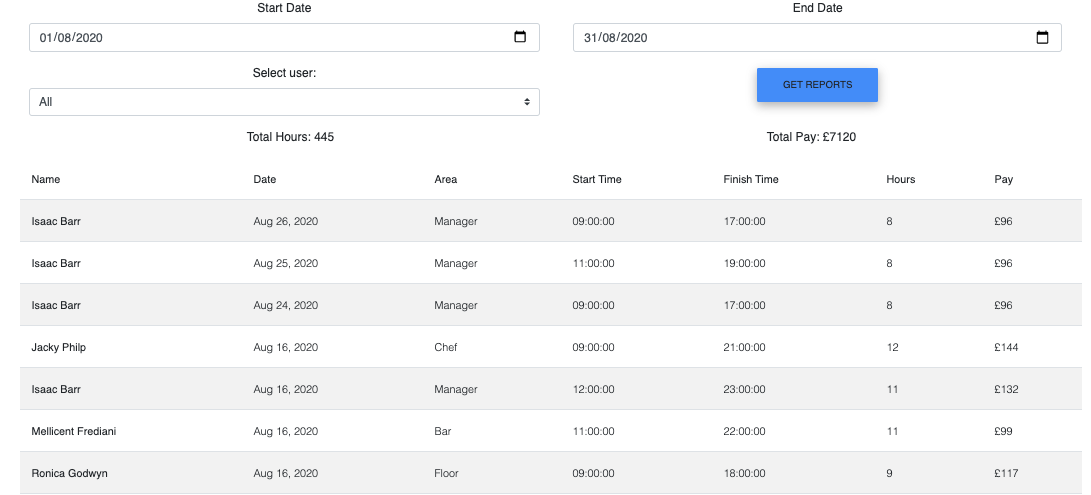 Start Date End Date
01/08/2020 31/08/2020
Select user:
All GET REPORTS
Total Hours: 445 Total Pay: £7120
Name Date Area Start Time Finish Time Hours Pay
Isaac Barr Aug 26, 2020 Manager 09:00:00 17:00:00 8 £96
Isaac Barr Aug 25, 2020 Manager 11:00:00 19:00:00 8 £96
Isaac Barr Aug 24, 2020 Manager 09:00:00 17:00:00 8 £96
Jacky Philp Aug 16, 2020 Chef 09:00:00 21:00:00 12 £144
Isaac Barr Aug 16, 2020 Manager 12:00:00 23:00:00 11 £132
Mellicent Frediani Aug 16, 2020 Bar 11:00:00 22:00:00 11 £99
Ronica Godwyn Aug 16, 2020 Floor 09:00:00 18:00:00 9 £117